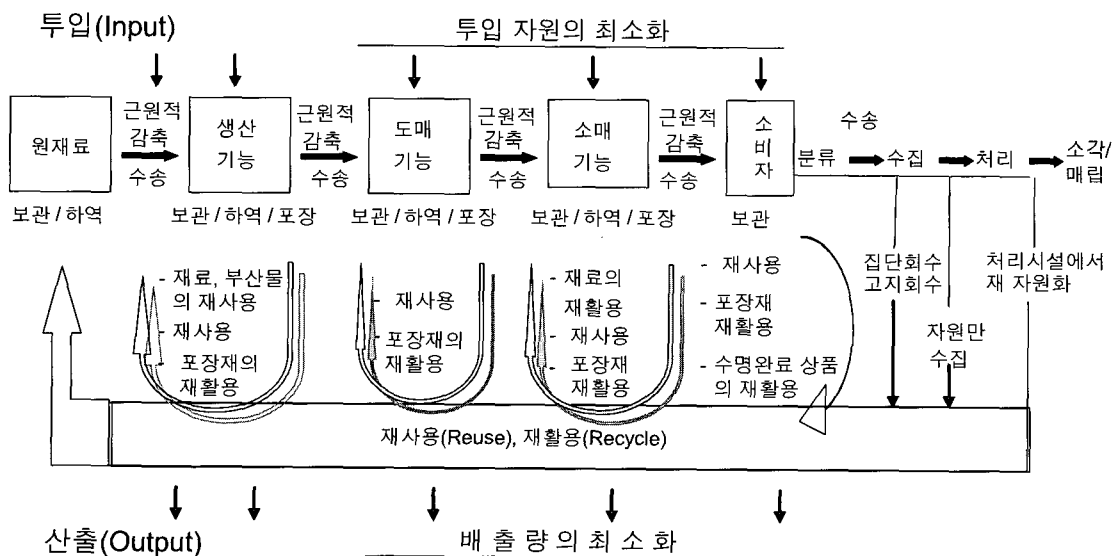 투입(Input)
투입 자원의 최소화
원재료
근원적
감축
수송
생산
기능
근원적
감축
수송
도매
기능
근원적
감축
수송
소매
기능
근원적
감축
수송
소
비
자
분류
수송
수집
처리
소각/
매립
보관 / 하역
보관 / 하역 / 포장
보관 / 하역 / 포장
보관 / 하역 / 포장
보관
- 재료, 부산물
의 재사용
- 재사용
- 포장재의
재활용
- 재사용
- 포장재의
재활용
- 재료의
재활용
- 재사용
- 포장재
재활용
- 재사용
- 포장재
재활용
- 수명완료 상품
의 재활용
집단회수
고지회수
자원만
수집
처리시설에서
재 자원화
재사용(Reuse), 재활용(Recycle)
산출(Output)
배 출 량 의 최 소 화